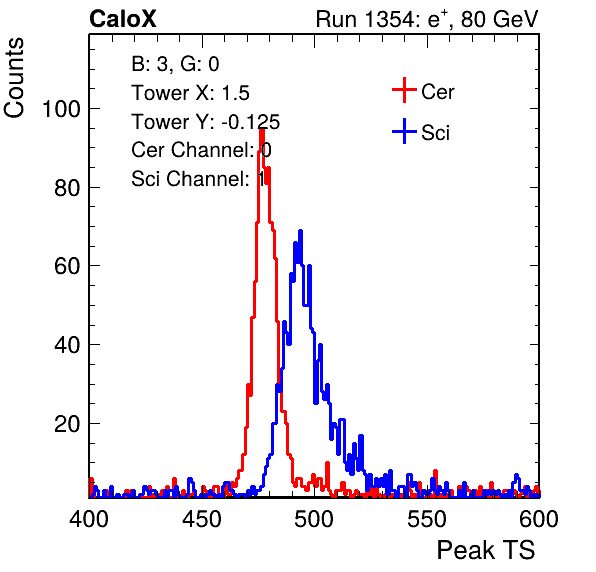 CaloX
Run 1354: e+, 80 GeV
Counts
B: 3, G: 0
Tower X: 1.5
Tower Y: -0.125
Cer Channel: 0
Sci Channel: 1
Cer
Sci
100
80
60
40
20
400 450 500 550 600
Peak TS